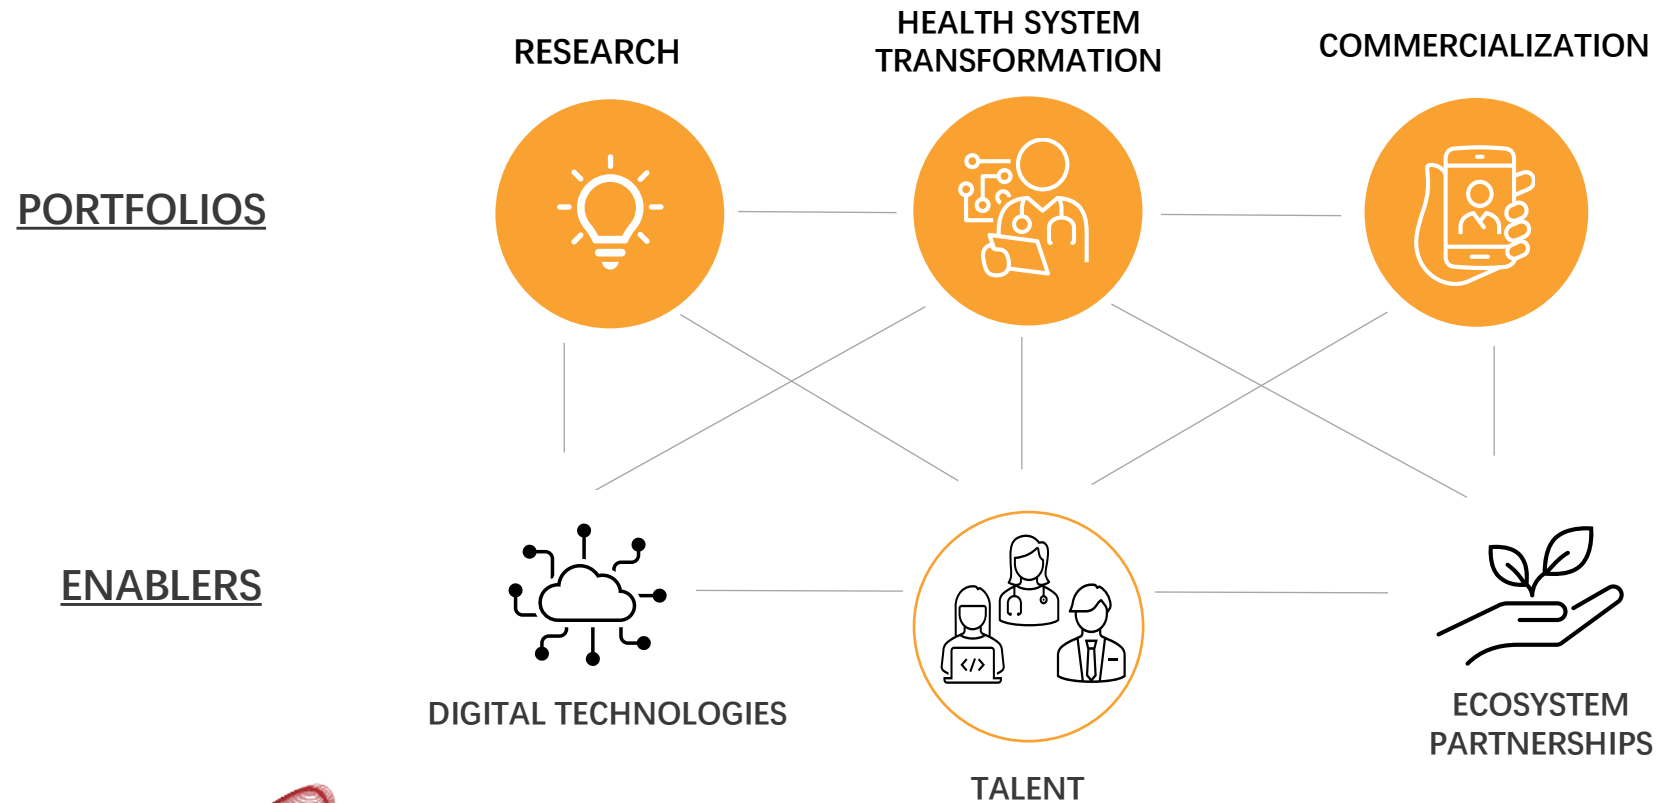 RESEARCH
HEALTH SYSTEM
TRANSFORMATION
COMMERCIALIZATION
PORTFOLIOS
ENABLERS
</>
DIGITAL TECHNOLOGIES
TALENT
ECOSYSTEM
PARTNERSHIPS